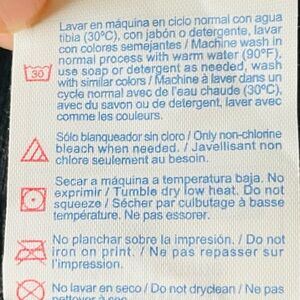 Lavar en máquina en ciclo normal con agua
tibia (30ºC), con jabón o detergente, lavar
con colores semejantes / Machine wash in
normal process with warm water (90ºF),
use soap or detergent as needed, wash
with similar colors / Machine à laver dans un
cycle normal avec de l'eau chaude (30ºC),
avec du savon ou de detergent, laver avec
comme les couleurs.
30
Sólo blanqueador sin cloro / Only non-chlorine
bleach when needed. / Javellisant non
chlore seulement au besoin.
Secar a máquina a temperatura baja. No
exprimir / Tumble dry low heat. Do not
squeeze / Sécher par culbutage à basse
température. Ne pas essorer.
No planchar sobre la impresión. / Do not
iron on print. / Ne pas repasser sur
l'impression.
No lavar en seco / Do not dryclean / Ne pas
nettoyer à sec